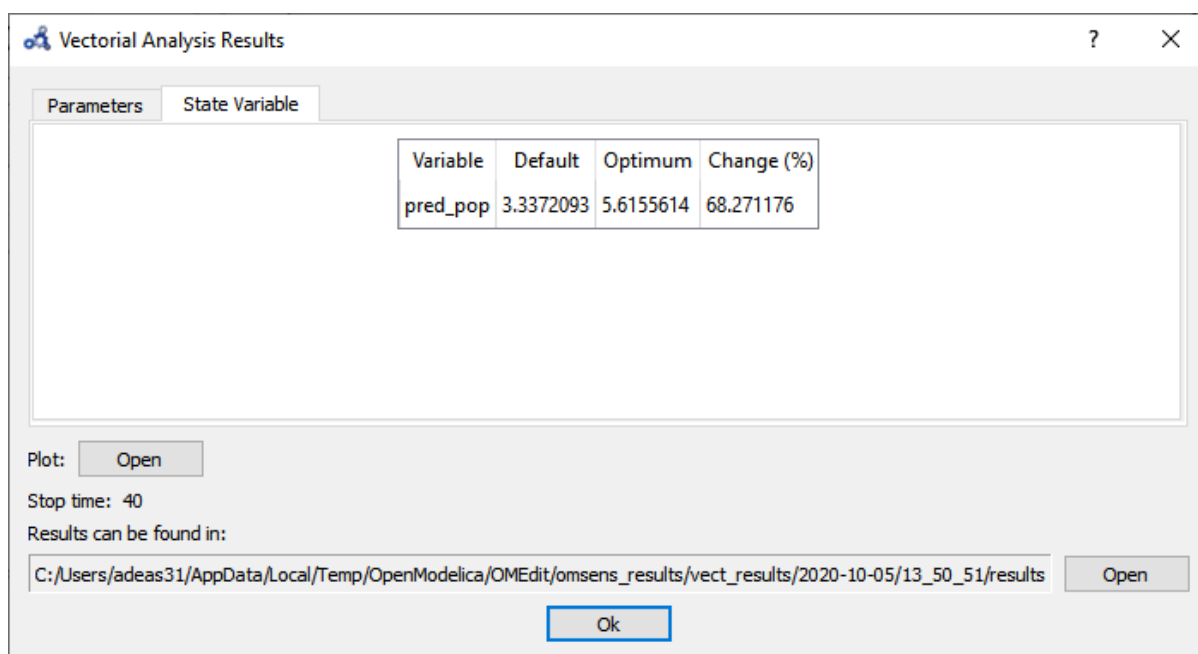 Vectorial Analysis Results ?
Parameters State Variable
Variable Default Optimum Change (%)
pred_pop 3.3372093 5.6155614 68.271176
Plot: Open
Stop time: 40
Results can be found in:
C:/Users/adeas31/AppData/Local/Temp/OpenModelica/OMEdit/omsens_results/vect_results/2020-10-05/13_50_51/results Open
Ok